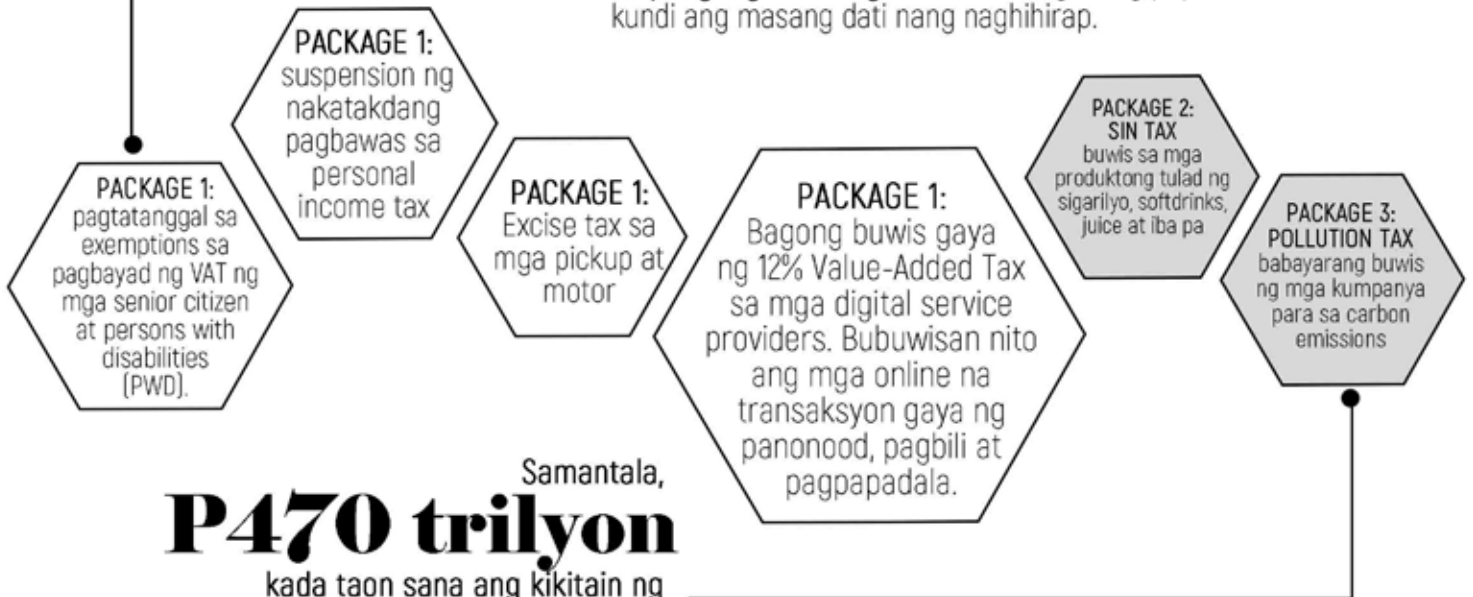 kundi ang masang dati nang naghihirap.
PACKAGE 1:
pagtatanggal sa
exemptions sa
pagbayad ng VAT ng
mga senior citizen
at persons with
disabilities
(PWD).
PACKAGE 1:
suspension ng
nakatakdang
pagbawas sa
personal
income tax
PACKAGE 1:
Excise tax sa
mga pickup at
motor
PACKAGE 1:
Bagong buwis gaya
ng 12% Value-Added Tax
sa mga digital service
providers. Bubuwisan nito
ang mga online na
transaksyon gaya ng
panonood, pagbili at
pagpapadala.
PACKAGE 2:
SIN TAX
buwis sa mga
produktong tulad ng
sigarilyo, softdrinks,
juice at iba pa
PACKAGE 3:
POLLUTION TAX
babayarang buwis
ng mga kumpanya
para sa carbon
emissions
Samantala,
P470 trilyon
kada taon sana ang kikitain ng